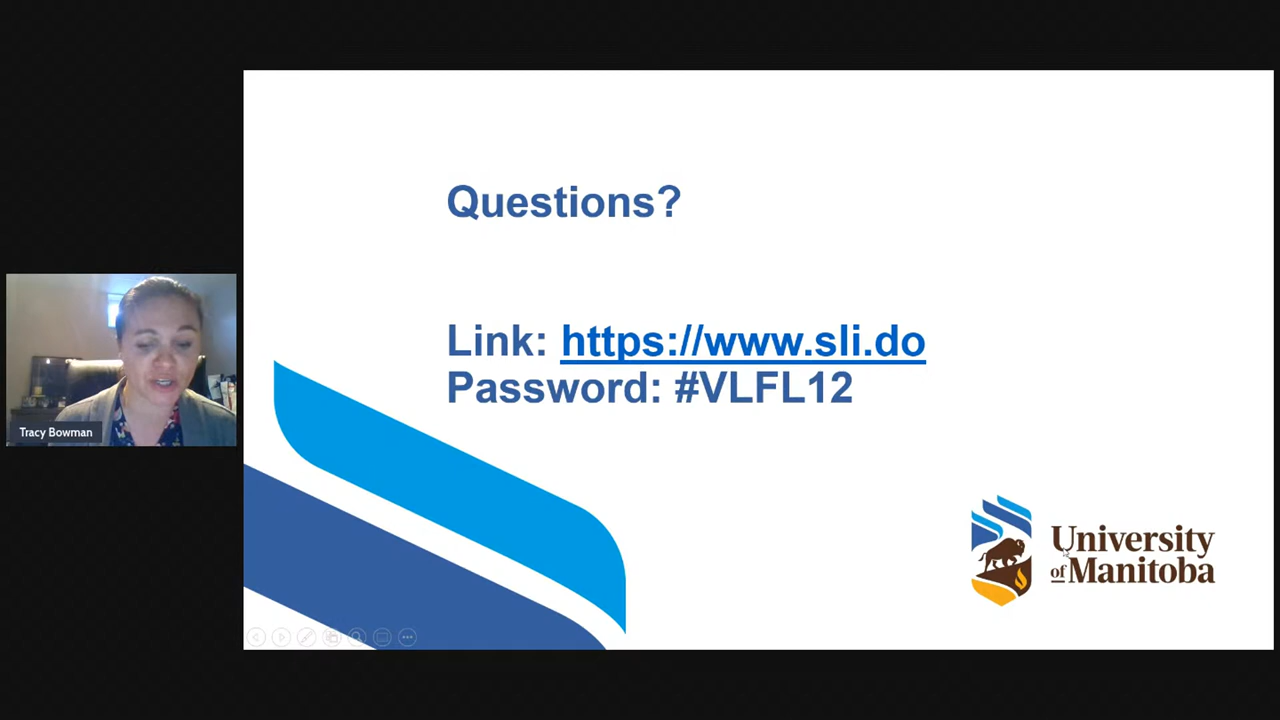 Questions?
Link: https://www.sli.do
Password: #VLFL12
Tracy Bowman
University
of Manitoba